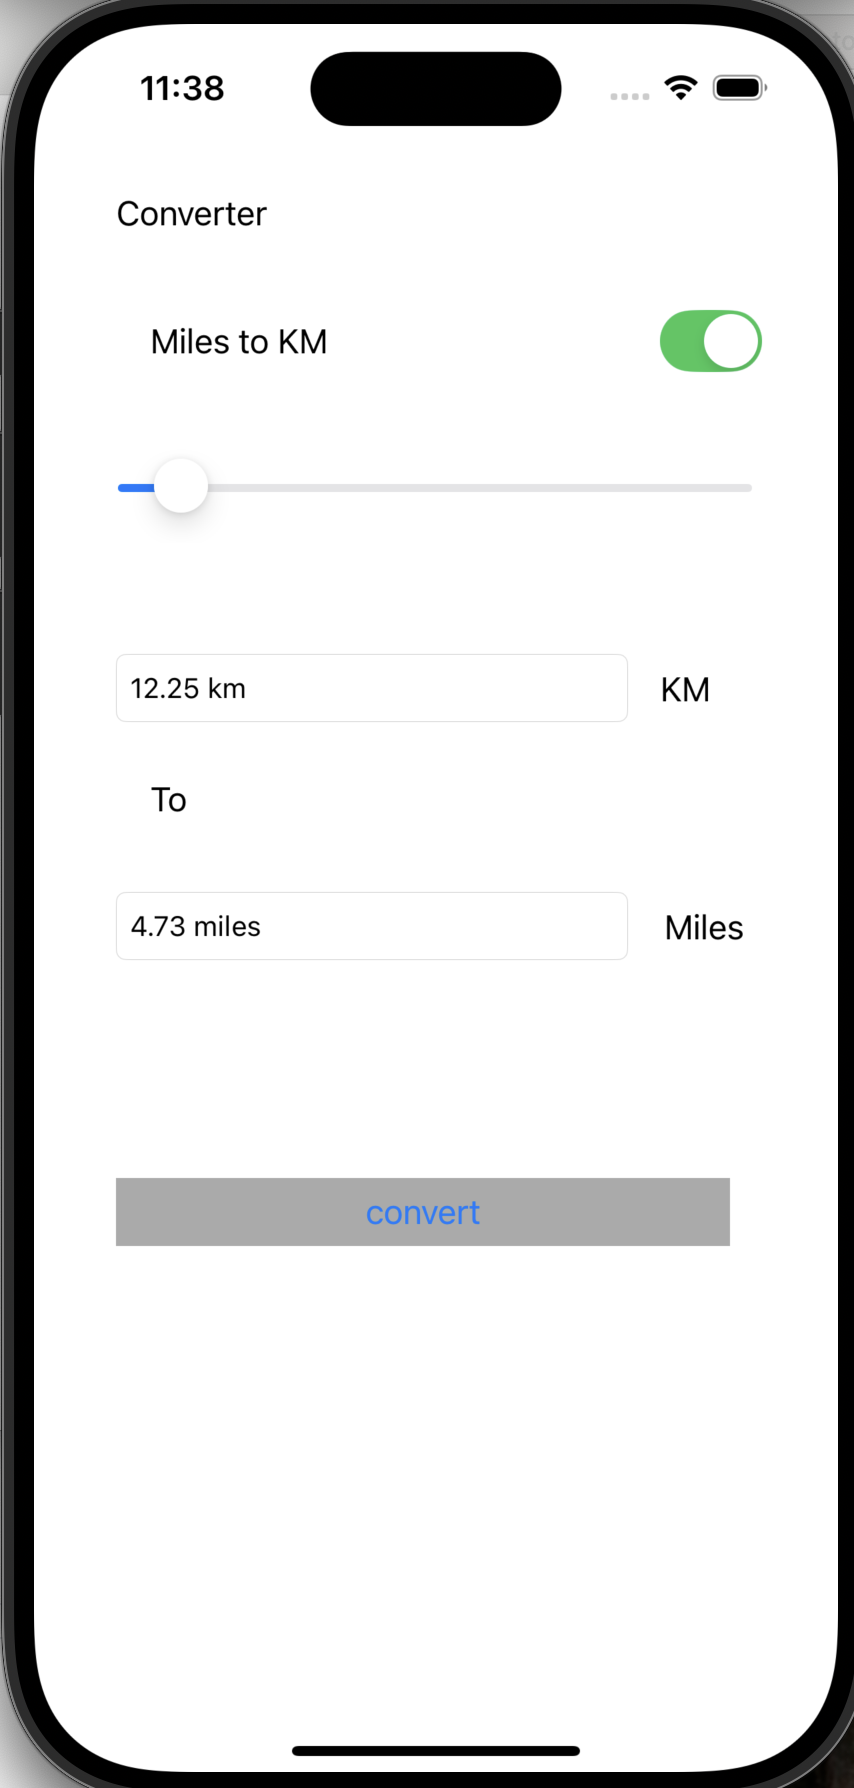 11:38
Converter
Miles to KM
12.25 km KM
To
4.73 miles Miles
convert